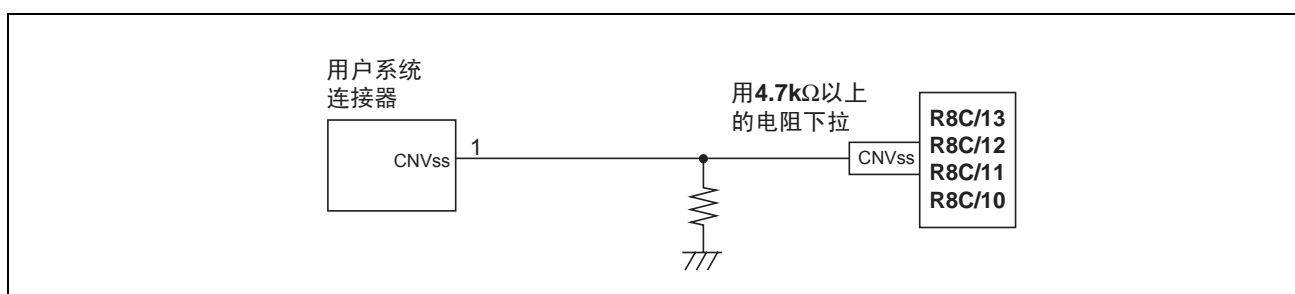 用户系统
连接器
CNVss
1
用4.7kΩ以上
的电阻下拉
CNVss
R8C/13
R8C/12
R8C/11
R8C/10